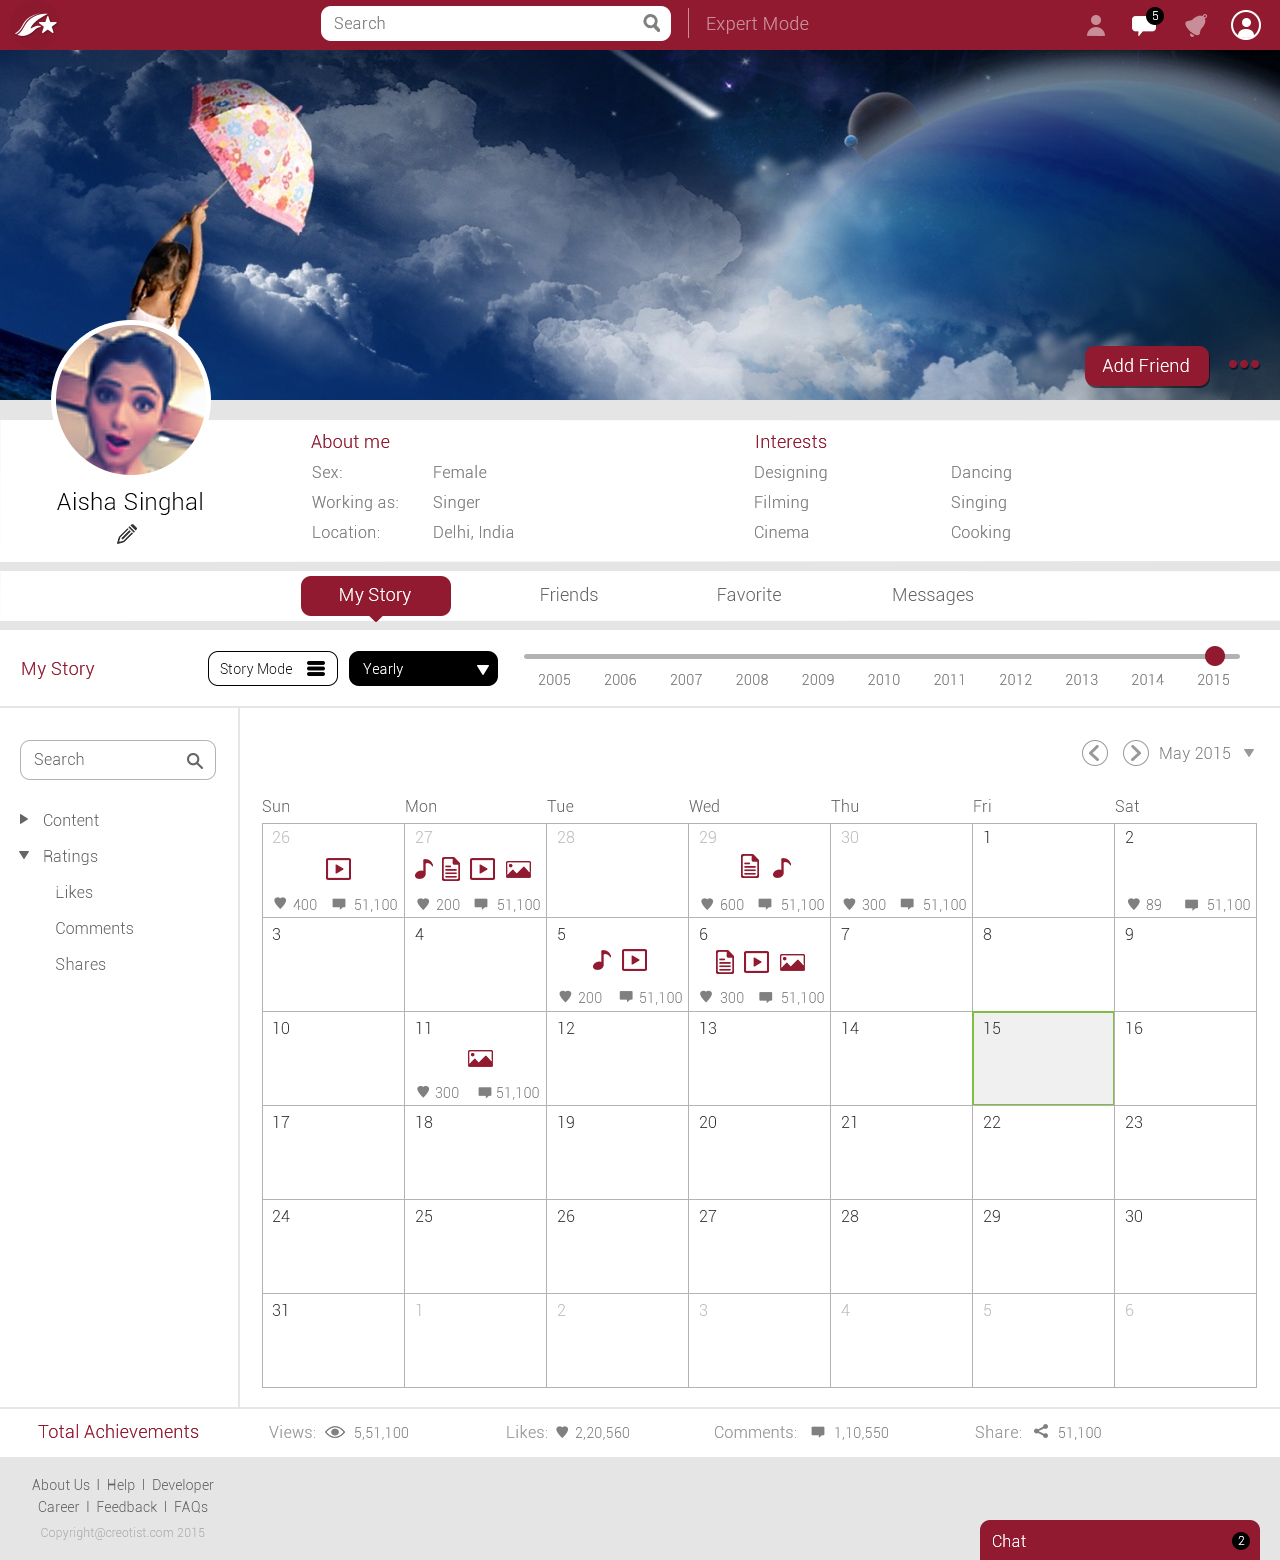 Search
Expert Mode
5
Add Friend
About me
Interests
Sex: Female
Designing Dancing
Aisha Singhal
Working as: Singer
Filming Singing
Location: Delhi, India
Cinema Cooking
My Story Friends Favorite Messages
My Story
Story Mode
Yearly
2005 2006 2007 2008 2009 2010 2011 2012 2013 2014 2015
Search
Content
Ratings
Likes
Comments
Shares
May 2015
Sun Mon Tue Wed Thu Fri Sat
26 27 28 29 30 1 2
400 51,100 200 51,100 600 51,100 300 51,100 89 51,100
3 4 5 6 7 8 9
200 51,100 300 51,100
10 11 12 13 14 15 16
300 51,100
17 18 19 20 21 22 23
24 25 26 27 28 29 30
31 1 2 3 4 5 6
Total Achievements
Views: 5,51,100
Likes: 2,20,560
Comments: 1,10,550
Share: 51,100
About Us | Help | Developer
Career | Feedback | FAQs
Copyright@creotist.com 2015
Chat 2